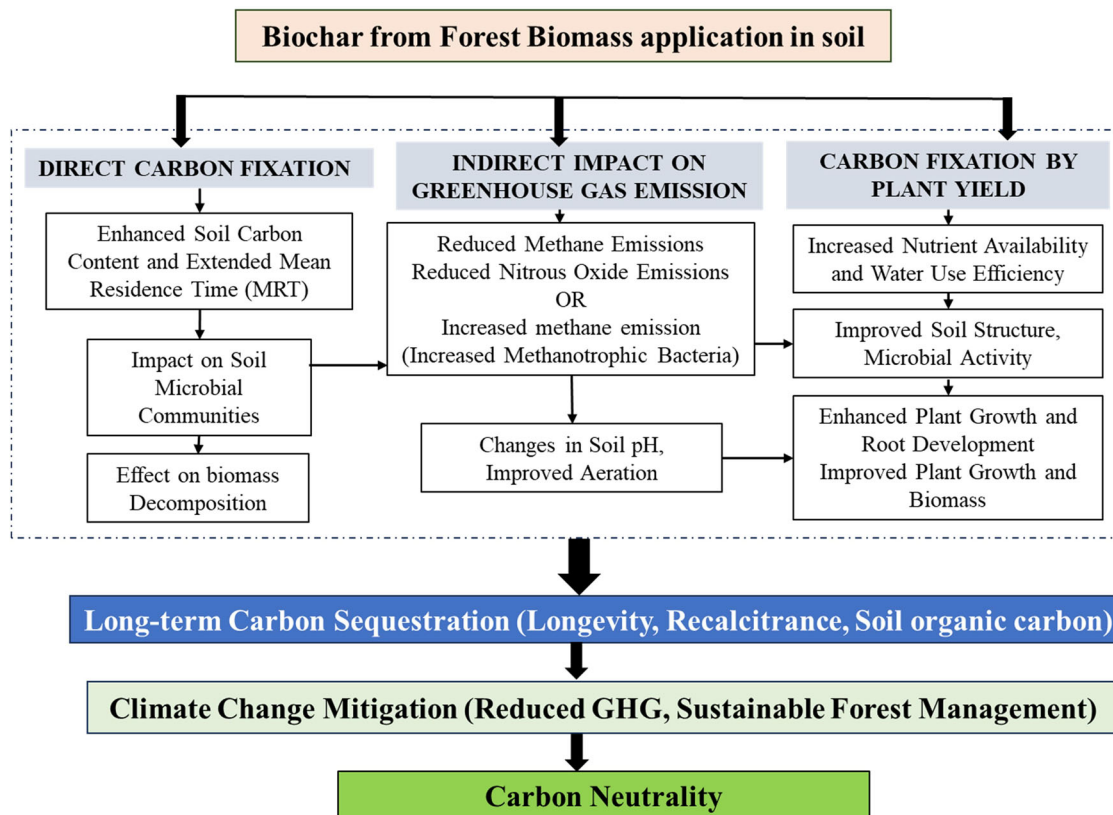 Biochar from Forest Biomass application in soil
DIRECT CARBON FIXATION
Enhanced Soil Carbon
Content and Extended Mean
Residence Time (MRT)
Impact on Soil
Microbial
Communities
Effect on biomass
Decomposition
INDIRECT IMPACT ON
GREENHOUSE GAS EMISSION
Reduced Methane Emissions
Reduced Nitrous Oxide Emissions
OR
Increased methane emission
(Increased Methanotrophic Bacteria)
Changes in Soil pH,
Improved Aeration
CARBON FIXATION BY
PLANT YIELD
Increased Nutrient Availability
and Water Use Efficiency
Improved Soil Structure,
Microbial Activity
Enhanced Plant Growth and
Root Development
Improved Plant Growth and
Biomass
Long-term Carbon Sequestration (Longevity, Recalcitrance, Soil organic carbon)
Climate Change Mitigation (Reduced GHG, Sustainable Forest Management)
Carbon Neutrality